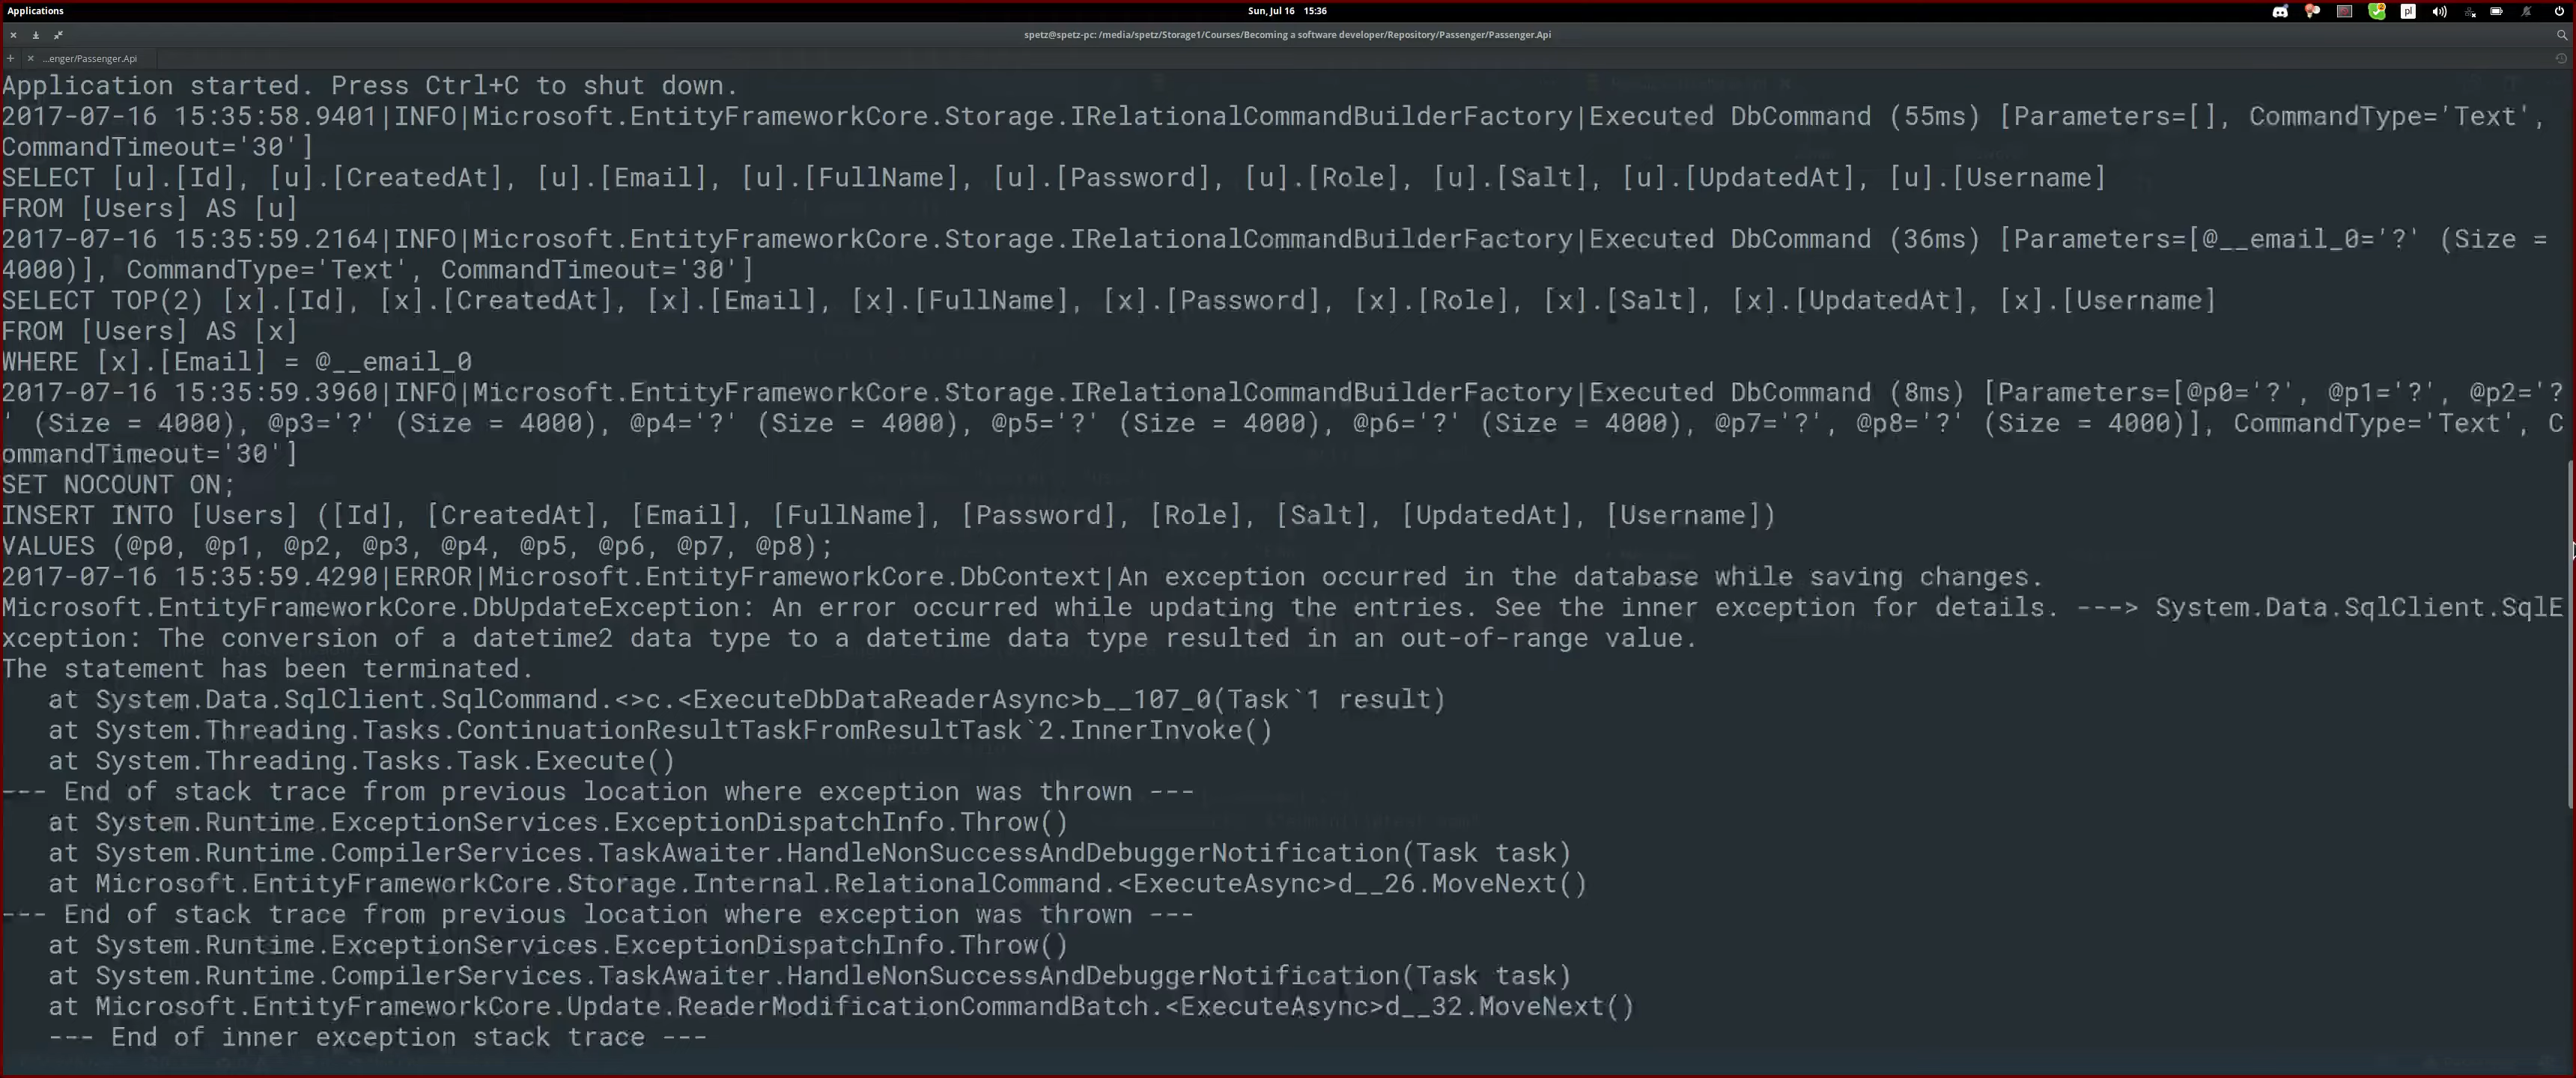 Applications
Sun, Jul 16 15:36
pl
spetz@spetz-pc: /media/spetz/Storage1/Courses/Becoming a software developer/Repository/Passenger/Passenger.Api
...enger/Passenger.Api
Application started. Press Ctrl+C to shut down.
2017-07-16 15:35:58.9401|INFO|Microsoft.EntityFrameworkCore.Storage.IRelationalCommandBuilderFactory|Executed DbCommand (55ms) [Parameters=[], CommandType='Text',
CommandTimeout='30']
SELECT [u].[Id], [u].[CreatedAt], [u].[Email], [u].[FullName], [u].[Password], [u].[Role], [u].[Salt], [u].[UpdatedAt], [u].[Username]
FROM [Users] AS [u]
2017-07-16 15:35:59.2164|INFO|Microsoft.EntityFrameworkCore.Storage.IRelationalCommandBuilderFactory|Executed DbCommand (36ms) [Parameters=[@__email_0='?' (Size =
4000)], CommandType='Text', CommandTimeout='30']
SELECT TOP(2) [x].[Id], [x].[CreatedAt], [x].[Email], [x].[FullName], [x].[Password], [x].[Role], [x].[Salt], [x].[UpdatedAt], [x].[Username]
FROM [Users] AS [x]
WHERE [x].[Email] = @__email_0
2017-07-16 15:35:59.3960|INFO|Microsoft.EntityFrameworkCore.Storage.IRelationalCommandBuilderFactory|Executed DbCommand (8ms) [Parameters=[@p0='?', @p1='?', @p2='?
' (Size = 4000), @p3='?' (Size = 4000), @p4='?' (Size = 4000), @p5='?' (Size = 4000), @p6='?' (Size = 4000), @p7='?', @p8='?' (Size = 4000)], CommandType='Text', C
ommandTimeout='30']
SET NOCOUNT ON;
INSERT INTO [Users] ([Id], [CreatedAt], [Email], [FullName], [Password], [Role], [Salt], [UpdatedAt], [Username])
VALUES (@p0, @p1, @p2, @p3, @p4, @p5, @p6, @p7, @p8);
2017-07-16 15:35:59.4290|ERROR|Microsoft.EntityFrameworkCore.DbContext|An exception occurred in the database while saving changes.
Microsoft.EntityFrameworkCore.DbUpdateException: An error occurred while updating the entries. See the inner exception for details. ---> System.Data.SqlClient.SqlE
xception: The conversion of a datetime2 data type to a datetime data type resulted in an out-of-range value.
The statement has been terminated.
   at System.Data.SqlClient.SqlCommand.<>c.<ExecuteDbDataReaderAsync>b__107_0(Task`1 result)
   at System.Threading.Tasks.ContinuationResultTaskFromResultTask`2.InnerInvoke()
   at System.Threading.Tasks.Task.Execute()
--- End of stack trace from previous location where exception was thrown ---
   at System.Runtime.ExceptionServices.ExceptionDispatchInfo.Throw()
   at System.Runtime.CompilerServices.TaskAwaiter.HandleNonSuccessAndDebuggerNotification(Task task)
   at Microsoft.EntityFrameworkCore.Storage.Internal.RelationalCommand.<ExecuteAsync>d__26.MoveNext()
--- End of stack trace from previous location where exception was thrown ---
   at System.Runtime.ExceptionServices.ExceptionDispatchInfo.Throw()
   at System.Runtime.CompilerServices.TaskAwaiter.HandleNonSuccessAndDebuggerNotification(Task task)
   at Microsoft.EntityFrameworkCore.Update.ReaderModificationCommandBatch.<ExecuteAsync>d__32.MoveNext()
   --- End of inner exception stack trace ---